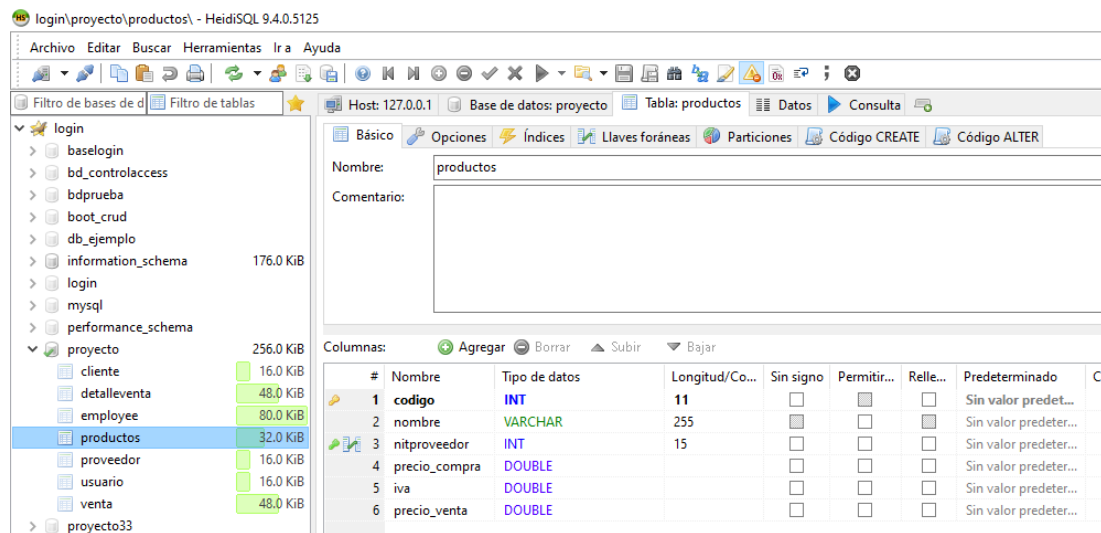 login\proyecto\productos\ - HeidiSQL 9.4.0.5125
Archivo Editar Buscar Herramientas Ir a Ayuda
Filtro de bases de d Filtro de tablas
Host: 127.0.0.1 Base de datos: proyecto Tabla: productos Datos Consulta
login
baselogin
bd_controlaccess
bdprueba
boot_crud
db_ejemplo
information_schema 176.0 KiB
login
mysql
performance_schema
proyecto 256.0 KiB
cliente 16.0 KiB
detalleventa 48.0 KiB
employee 80.0 KiB
productos 32.0 KiB
proveedor 16.0 KiB
usuario 16.0 KiB
venta 48.0 KiB
proyecto33
Básico Opciones Índices Llaves foráneas Particiones Código CREATE Código ALTER
Nombre: productos
Comentario:
Columnas: Agregar Borrar Subir Bajar
# Nombre Tipo de datos Longitud/Co... Sin signo Permitir... Relle... Predeterminado C
1 codigo INT 11 Sin valor predet...
2 nombre VARCHAR 255 Sin valor predeter...
3 nitproveedor INT 15 Sin valor predeter...
4 precio_compra DOUBLE Sin valor predeter...
5 iva DOUBLE Sin valor predeter...
6 precio_venta DOUBLE Sin valor predeter...